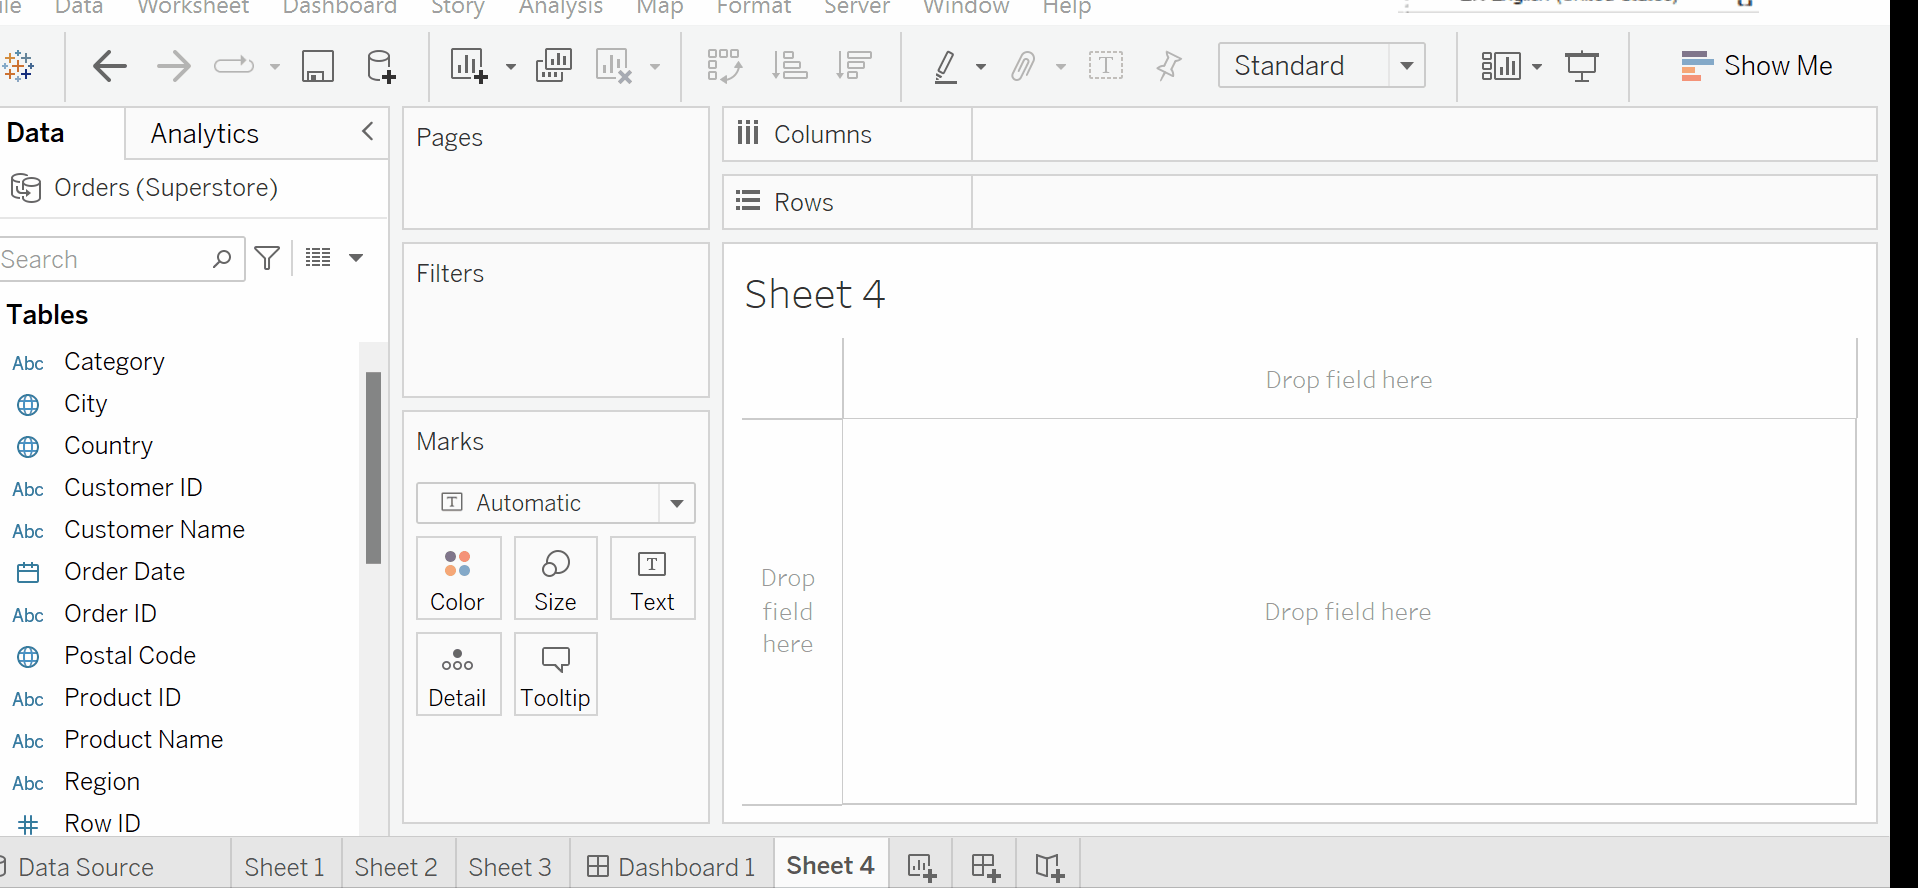 Data Worksheet Dashboard Story Analysis Map Format Server Window Help
Standard
Show Me
Data
Analytics
Orders (Superstore)
Search
Tables
Abc Category
City
Country
Abc Customer ID
Abc Customer Name
Order Date
Abc Order ID
Postal Code
Abc Product ID
Abc Product Name
Abc Region
Row ID
Pages
Filters
Marks
T Automatic
Color
Size
T
Text
Detail
Tooltip
Columns
Rows
Sheet 4
Drop field here
Drop
field
here
Drop field here
Data Source
Sheet 1
Sheet 2
Sheet 3
Dashboard 1
Sheet 4